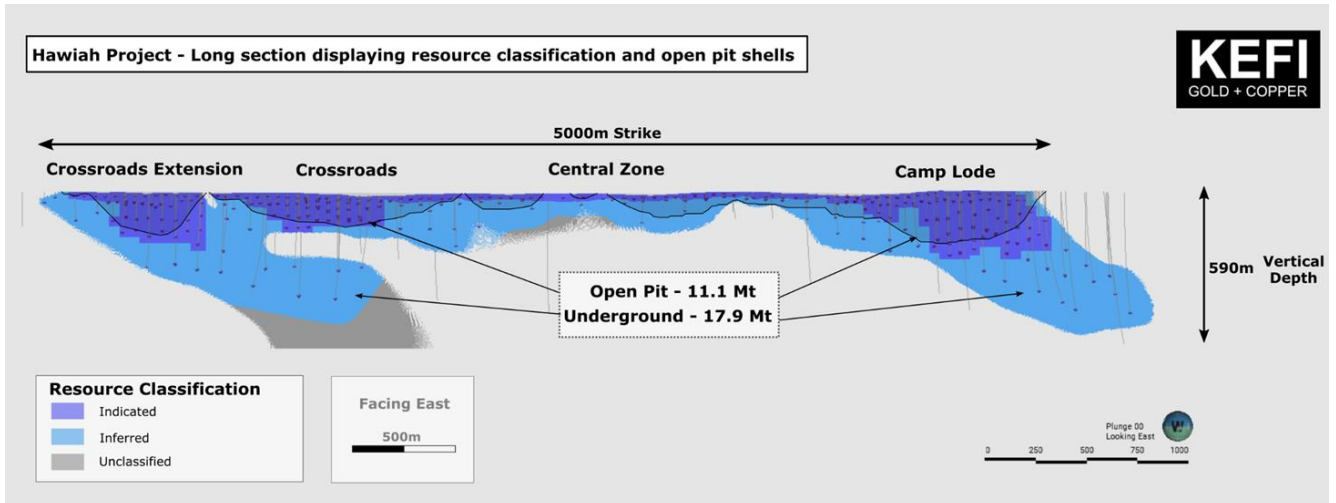 Hawiah Project - Long section displaying resource classification and open pit shells
KEFI
GOLD + COPPER
5000m Strike
Crossroads Extension
Crossroads
Central Zone
Camp Lode
590m
Vertical
Depth
Open Pit - 11.1 Mt
Underground - 17.9 Mt
Resource Classification
Indicated
Inferred
Unclassified
Facing East
500m
Plunge 00
Looking East
0 250 500 750 1000